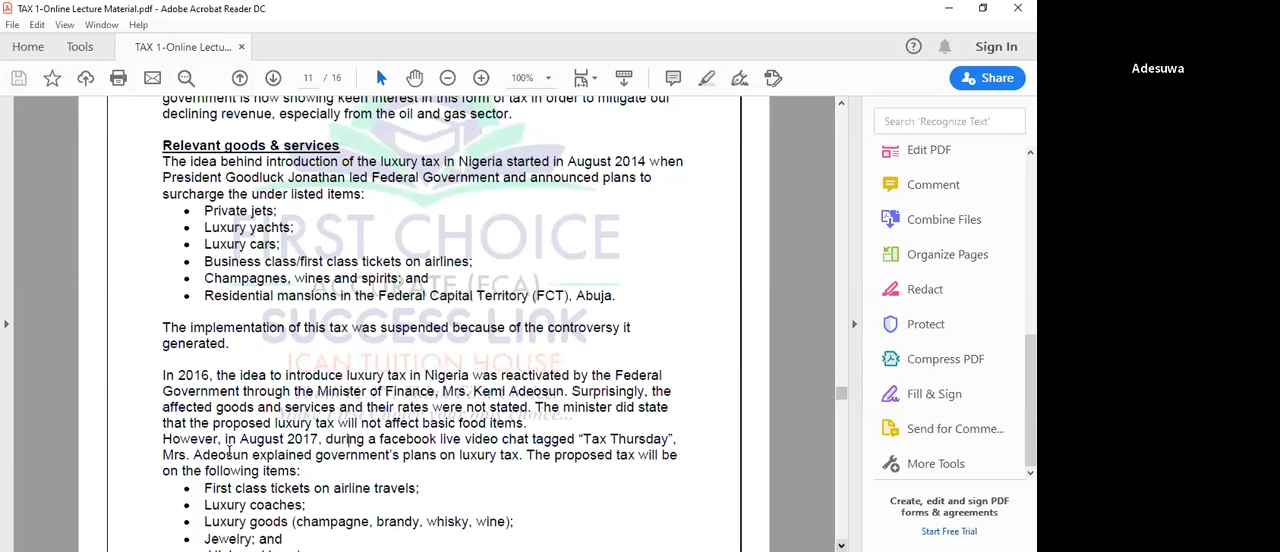 TAX 1-Online Lecture Material.pdf - Adobe Acrobat Reader DC
File Edit View Window Help
Home Tools TAX 1-Online Lectu... Sign In
11 / 16 100% Share
government is now showing keen interest in this form of tax in order to mitigate our
declining revenue, especially from the oil and gas sector.
Relevant goods & services
The idea behind introduction of the luxury tax in Nigeria started in August 2014 when
President Goodluck Jonathan led Federal Government and announced plans to
surcharge the under listed items:
• Private jets;
• Luxury yachts;
• Luxury cars;
• Business class/first class tickets on airlines;
• Champagnes, wines and spirits; and
• Residential mansions in the Federal Capital Territory (FCT), Abuja.
The implementation of this tax was suspended because of the controversy it
generated.
In 2016, the idea to introduce luxury tax in Nigeria was reactivated by the Federal
Government through the Minister of Finance, Mrs. Kemi Adeosun. Surprisingly, the
affected goods and services and their rates were not stated. The minister did state
that the proposed luxury tax will not affect basic food items.
However, in August 2017, during a facebook live video chat tagged “Tax Thursday”,
Mrs. Adeosun explained government’s plans on luxury tax. The proposed tax will be
on the following items:
• First class tickets on airline travels;
• Luxury coaches;
• Luxury goods (champagne, brandy, whisky, wine);
• Jewelry; and
FIRST CHOICE
ACCURATE (FCA)
SUCCESS LINK
ICAN TUITION HOUSE
Search 'Recognize Text'
Edit PDF
Comment
Combine Files
Organize Pages
Redact
Protect
Compress PDF
Fill & Sign
Send for Comme...
More Tools
Create, edit and sign PDF
forms & agreements
Start Free Trial
Adesuwa